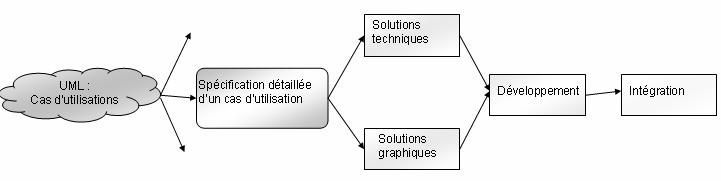 UML :
Cas d'utilisations
Spécification détaillée
d'un cas d'utilisation
Solutions
techniques
Solutions
graphiques
Développement
Intégration